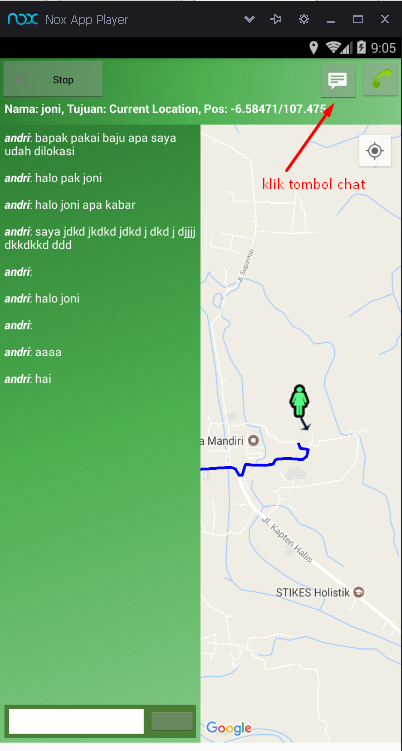 nox Nox App Player
9:05
Stop
Nama: joni, Tujuan: Current Location, Pos: -6.58471/107.475
andri: bapak pakai baju apa saya
udah dilokasi
klik tombol chat
andri: halo pak joni
andri: halo joni apa kabar
andri: saya jdkd jkdkd jdkd j dkd j djjjj
dkkdkkd ddd
Jl. Suparman
andri:
andri: halo joni
andri:
andri: aaaa
andri: hai
a Mandiri
Jl. Kapten Halim
STIKES Holistik
Google